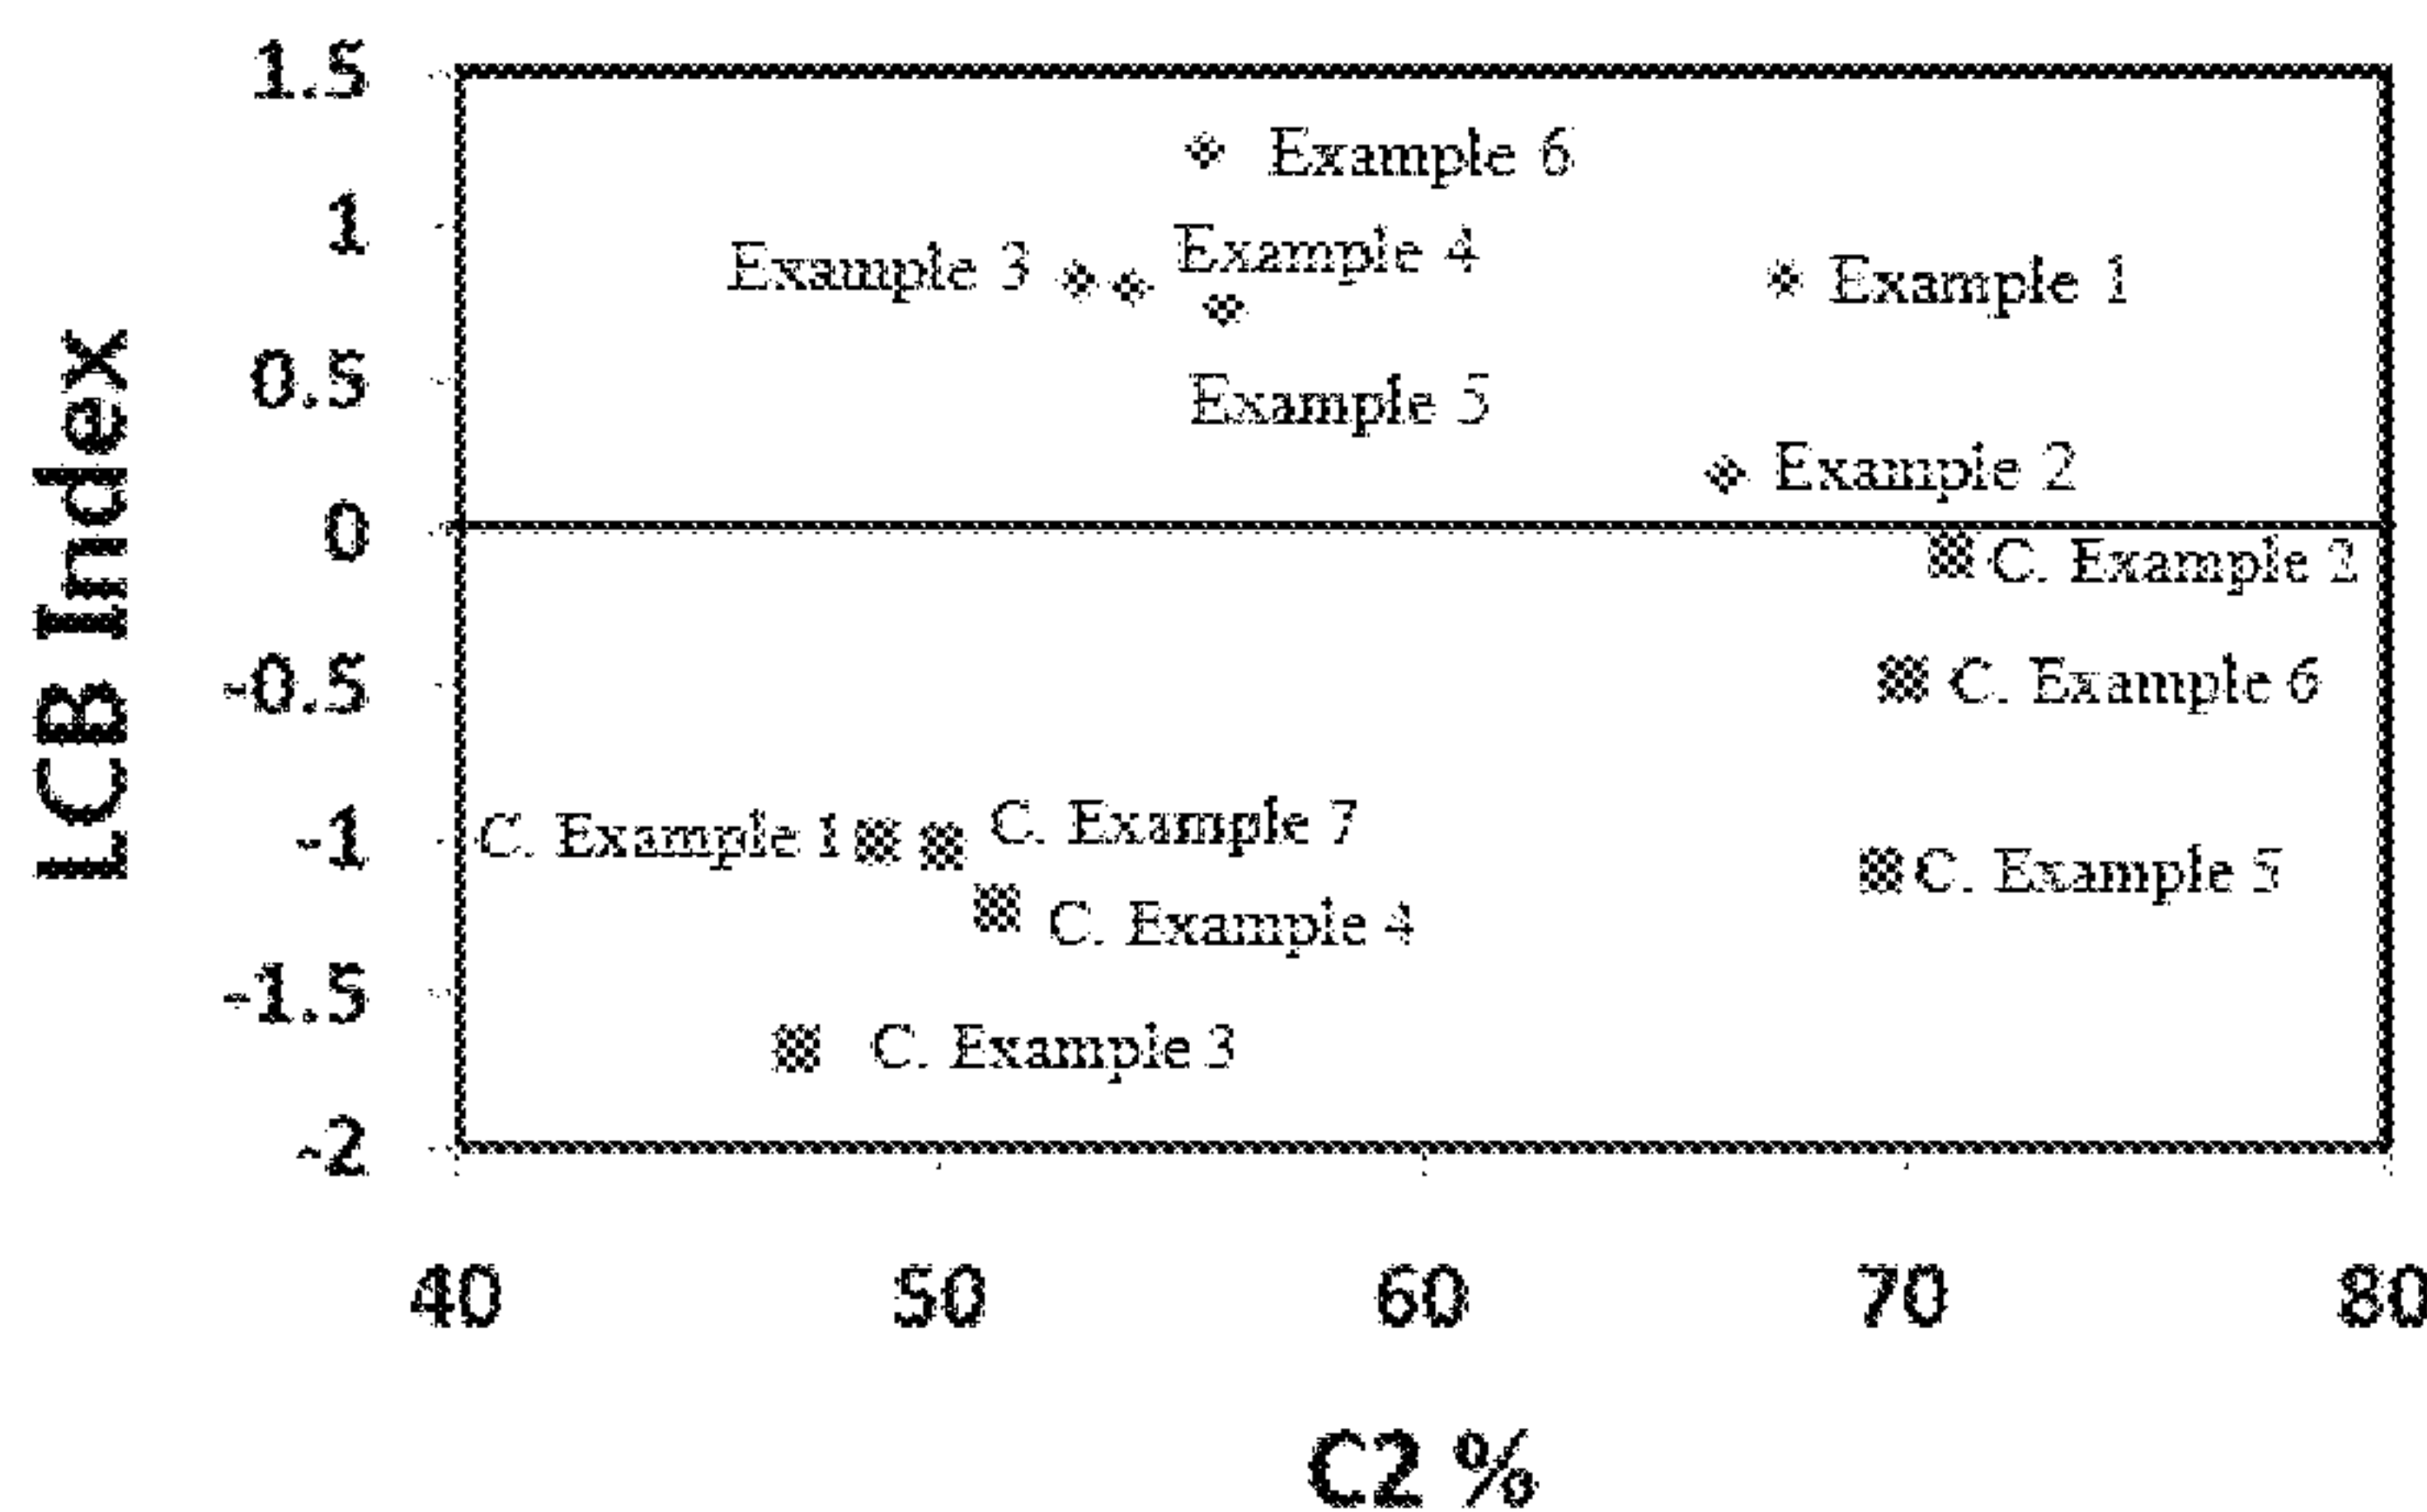 1.5
Example 6
1
Example 4
Example 3
Example 1
0.5
Example 5
Example 2
0
C. Example 2
-0.5
C. Example 6
LCB Index
C. Example 7
-1
C. Example 1
C. Example 5
C. Example 4
-1.5
C. Example 3
-2
40 50 60 70 80
C2 %